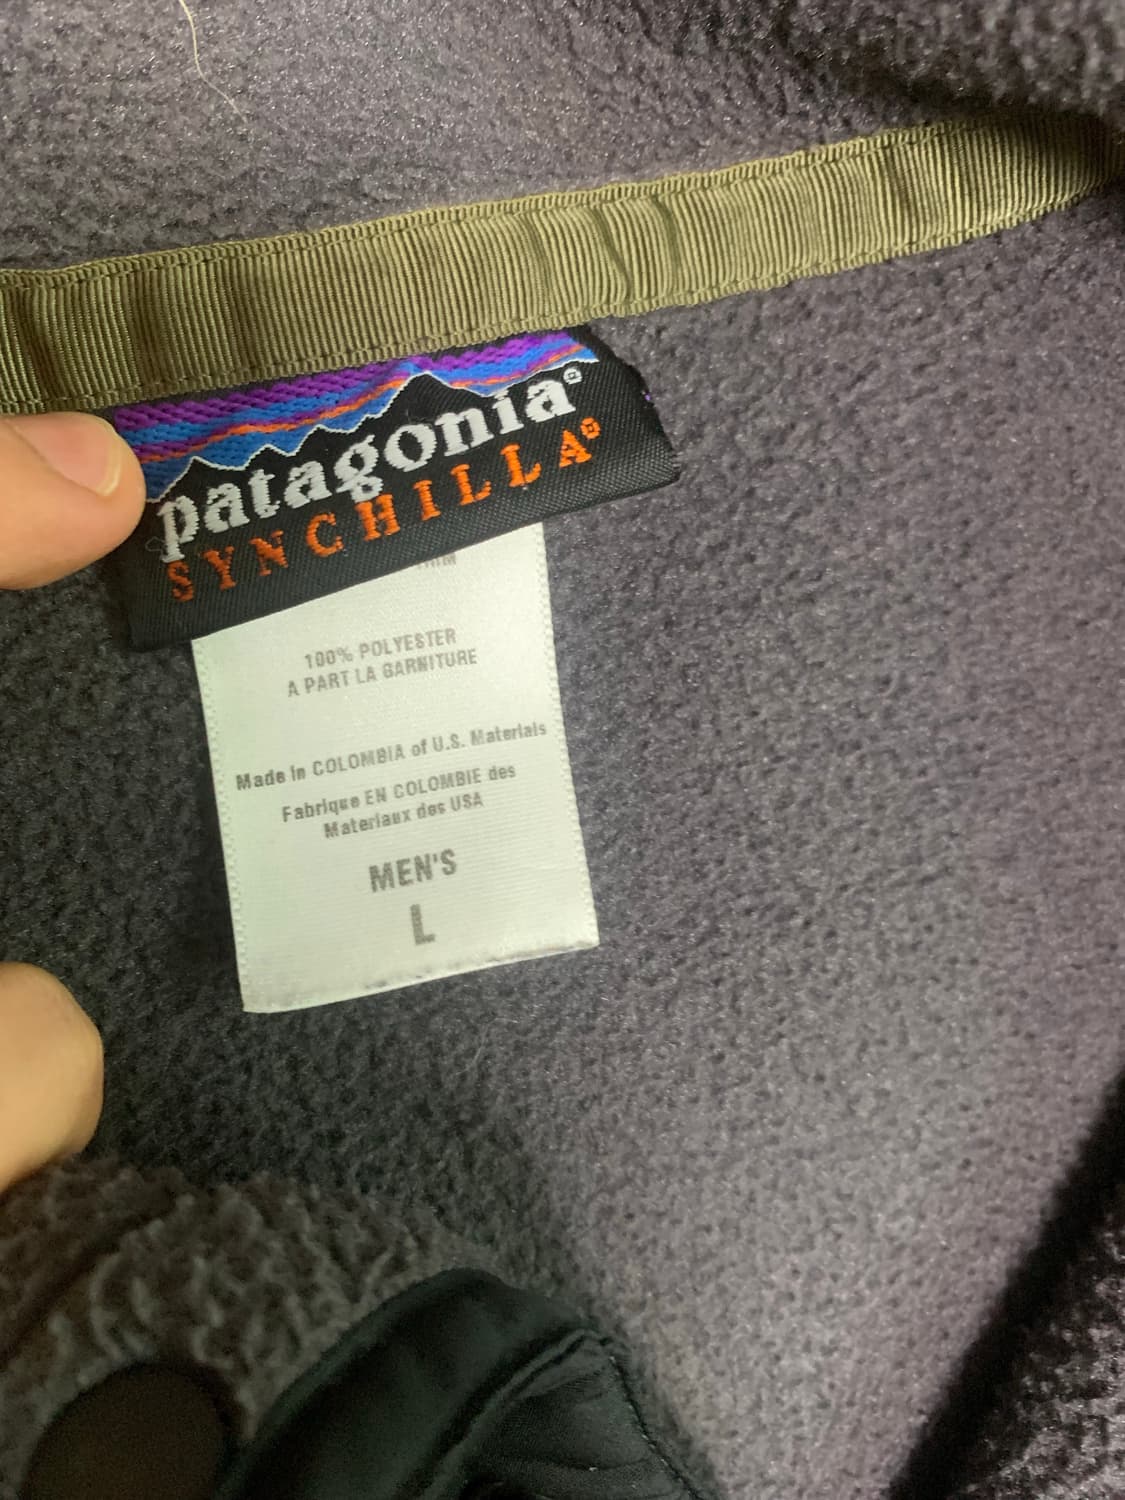 patagonia®
SYNCHILLA®
100% POLYESTER
A PART LA GARNITURE
Made in COLOMBIA of U.S. Materials
Fabrique EN COLOMBIE des
Materiaux des USA
MEN'S
L